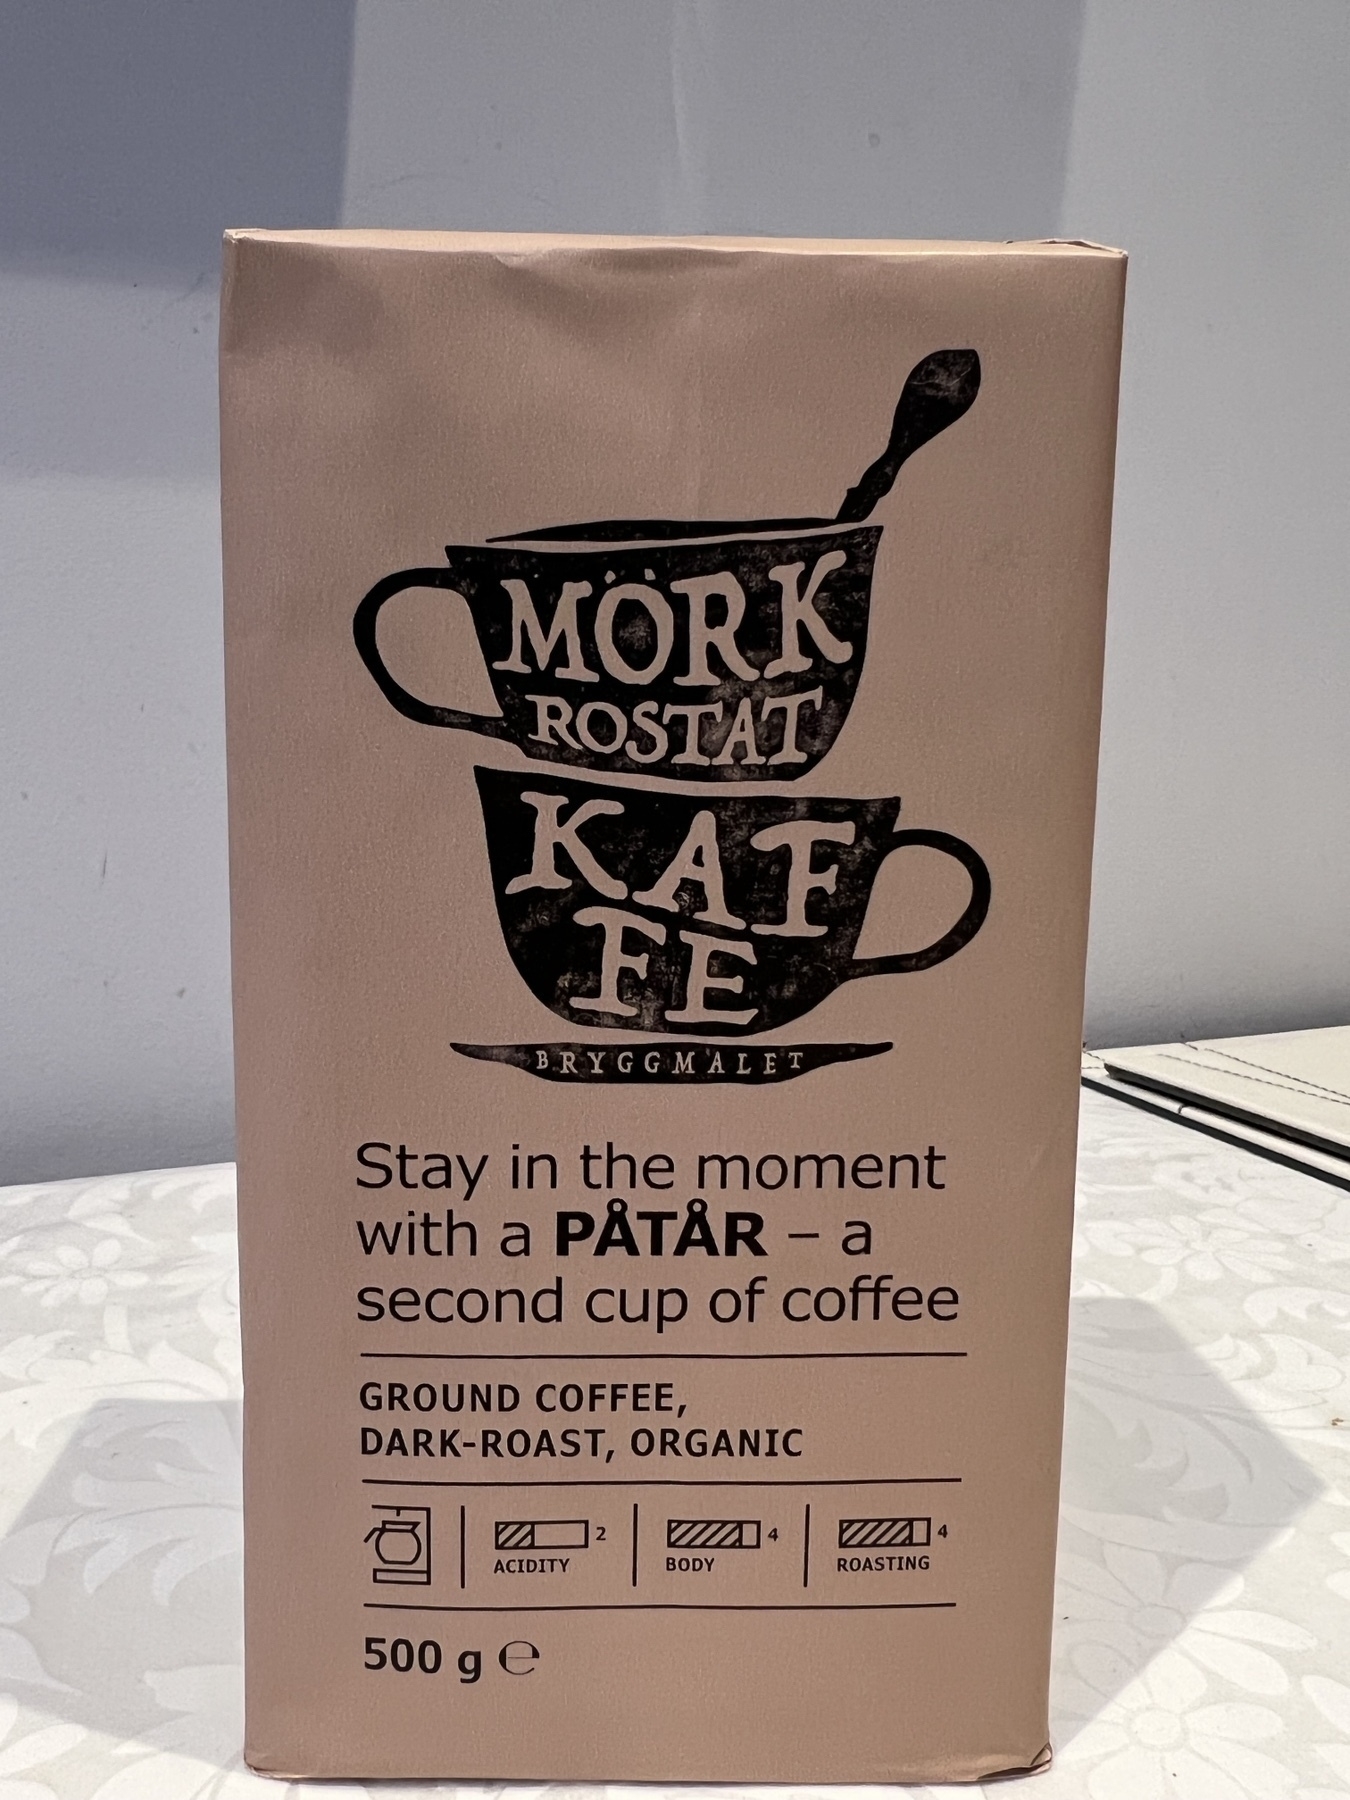 MÖRK
ROSTAT
KAF
FE
BRYGGMALET
Stay in the moment
with a PÅTÅR – a
second cup of coffee
GROUND COFFEE,
DARK-ROAST, ORGANIC
2
ACIDITY
4
BODY
4
ROASTING
500 g ℮